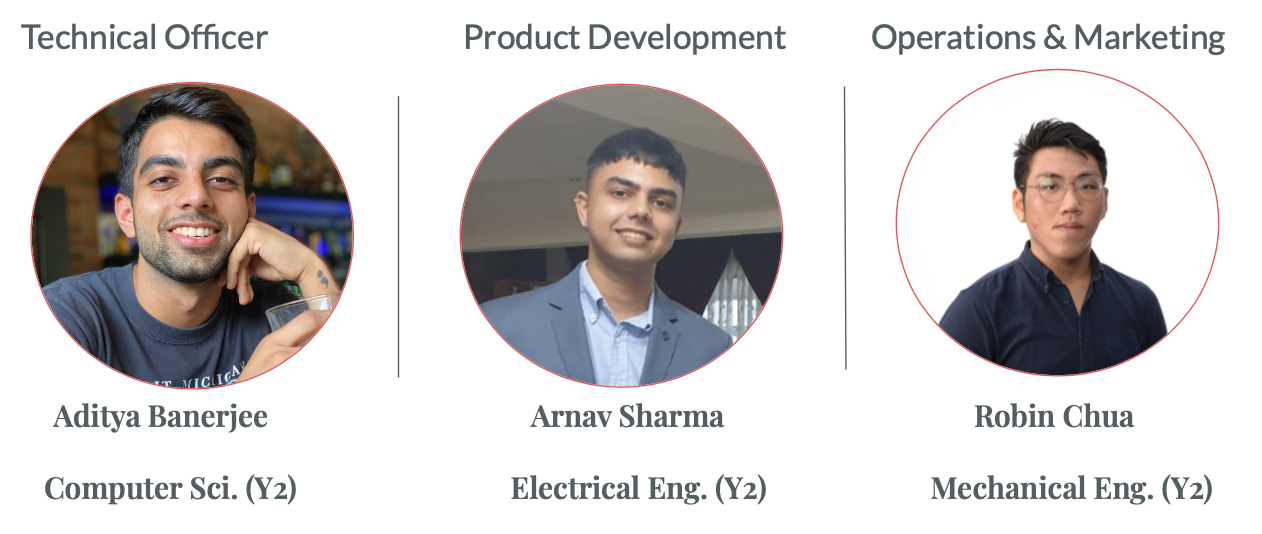 Technical Officer
Product Development
Operations & Marketing
Aditya Banerjee
Arnav Sharma
Robin Chua
Computer Sci. (Y2)
Electrical Eng. (Y2)
Mechanical Eng. (Y2)